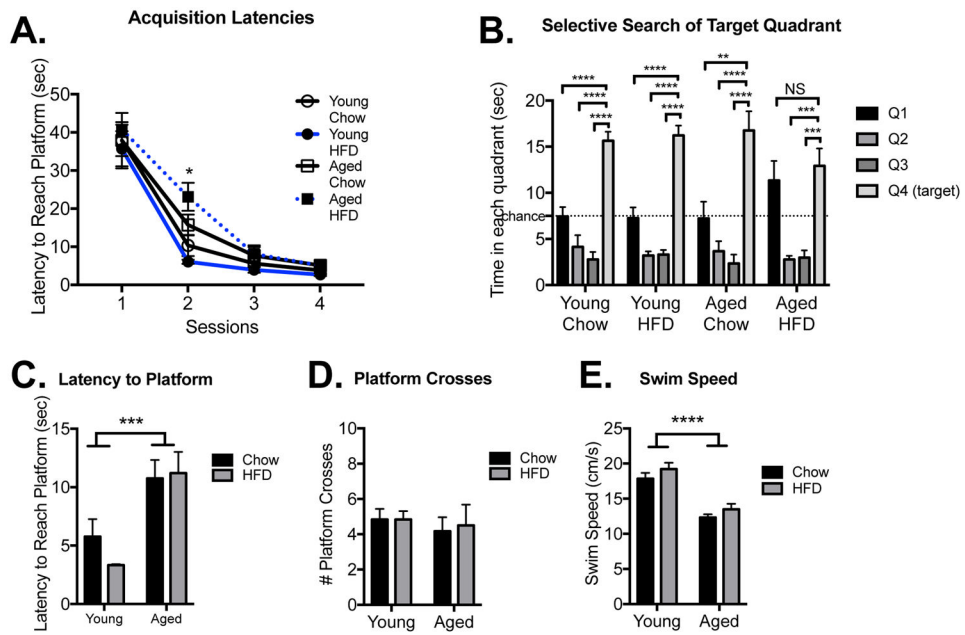 A.
Acquisition Latencies
Latency to Reach Platform (sec)
50
40
30
20
10
0
*
1 2 3 4
Sessions
Young
Chow
Young
HFD
Aged
Chow
Aged
HFD
B.
Selective Search of Target Quadrant
Time in each quadrant (sec)
20
15
10
5
0
chance
****
****
****
****
****
****
**
****
****
NS
***
***
Young
Chow
Young
HFD
Aged
Chow
Aged
HFD
Q1
Q2
Q3
Q4 (target)
C.
Latency to Platform
Latency to Reach Platform (sec)
15
10
5
0
***
Young Aged
Chow
HFD
D.
Platform Crosses
# Platform Crosses
10
8
6
4
2
0
Young Aged
Chow
HFD
E.
Swim Speed
Swim Speed (cm/s)
25
20
15
10
5
0
****
Young Aged
Chow
HFD